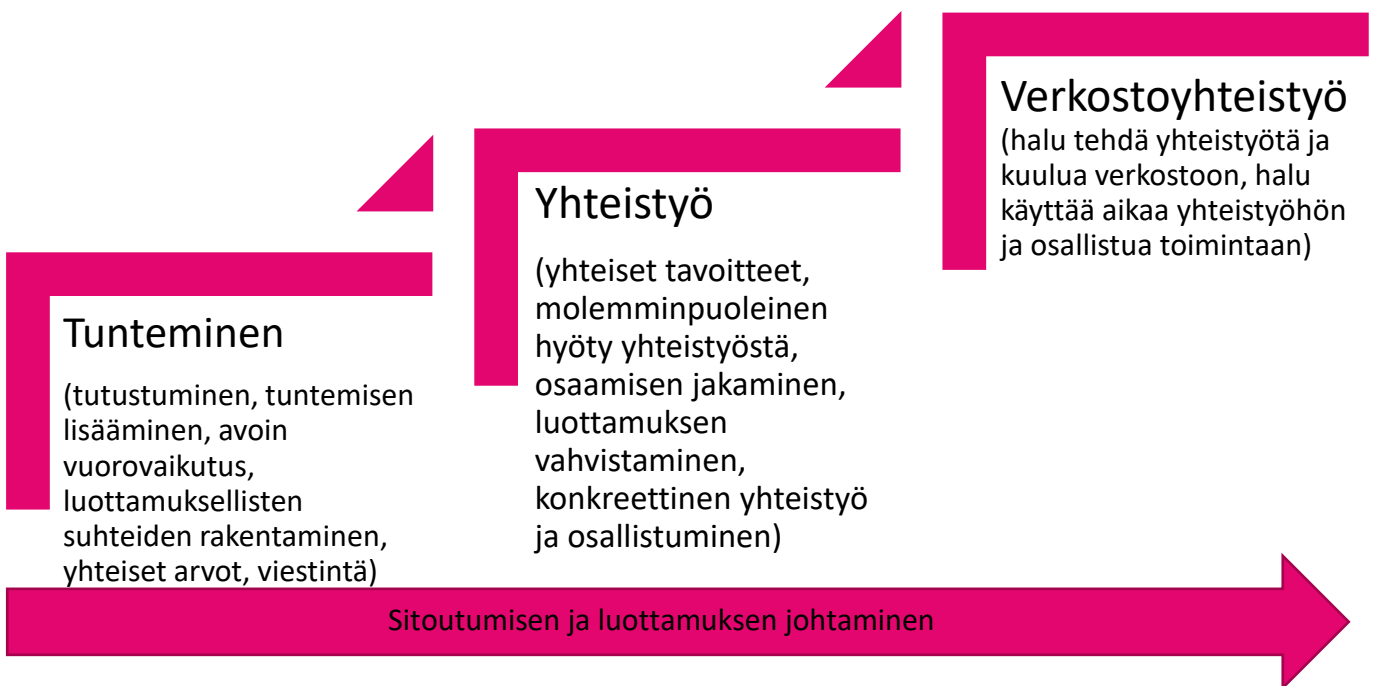 Tunteminen
(tutustuminen, tuntemisen
lisääminen, avoin
vuorovaikutus,
luottamuksellisten
suhteiden rakentaminen,
yhteiset arvot, viestintä)
Yhteistyö
(yhteiset tavoitteet,
molemminpuoleinen
hyöty yhteistyöstä,
osaamisen jakaminen,
luottamuksen
vahvistaminen,
konkreettinen yhteistyö
ja osallistuminen)
Verkostoyhteistyö
(halu tehdä yhteistyötä ja
kuulua verkostoon, halu
käyttää aikaa yhteistyöhön
ja osallistua toimintaan)
Sitoutumisen ja luottamuksen johtaminen